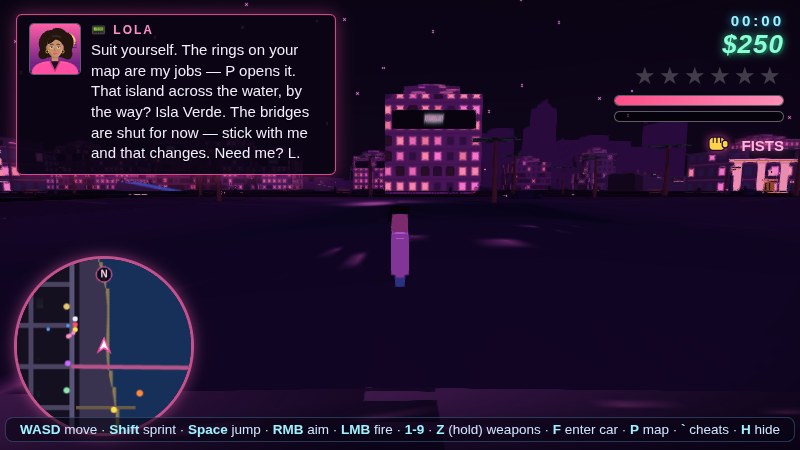 LOLA
Suit yourself. The rings on your
map are my jobs — P opens it.
That island across the water, by
the way? Isla Verde. The bridges
are shut for now — stick with me
and that changes. Need me? L.
00:00
$250
FISTS
N
WASD move · Shift sprint · Space jump · RMB aim · LMB fire · 1-9 · Z (hold) weapons · F enter car · P map · ` cheats · H hide